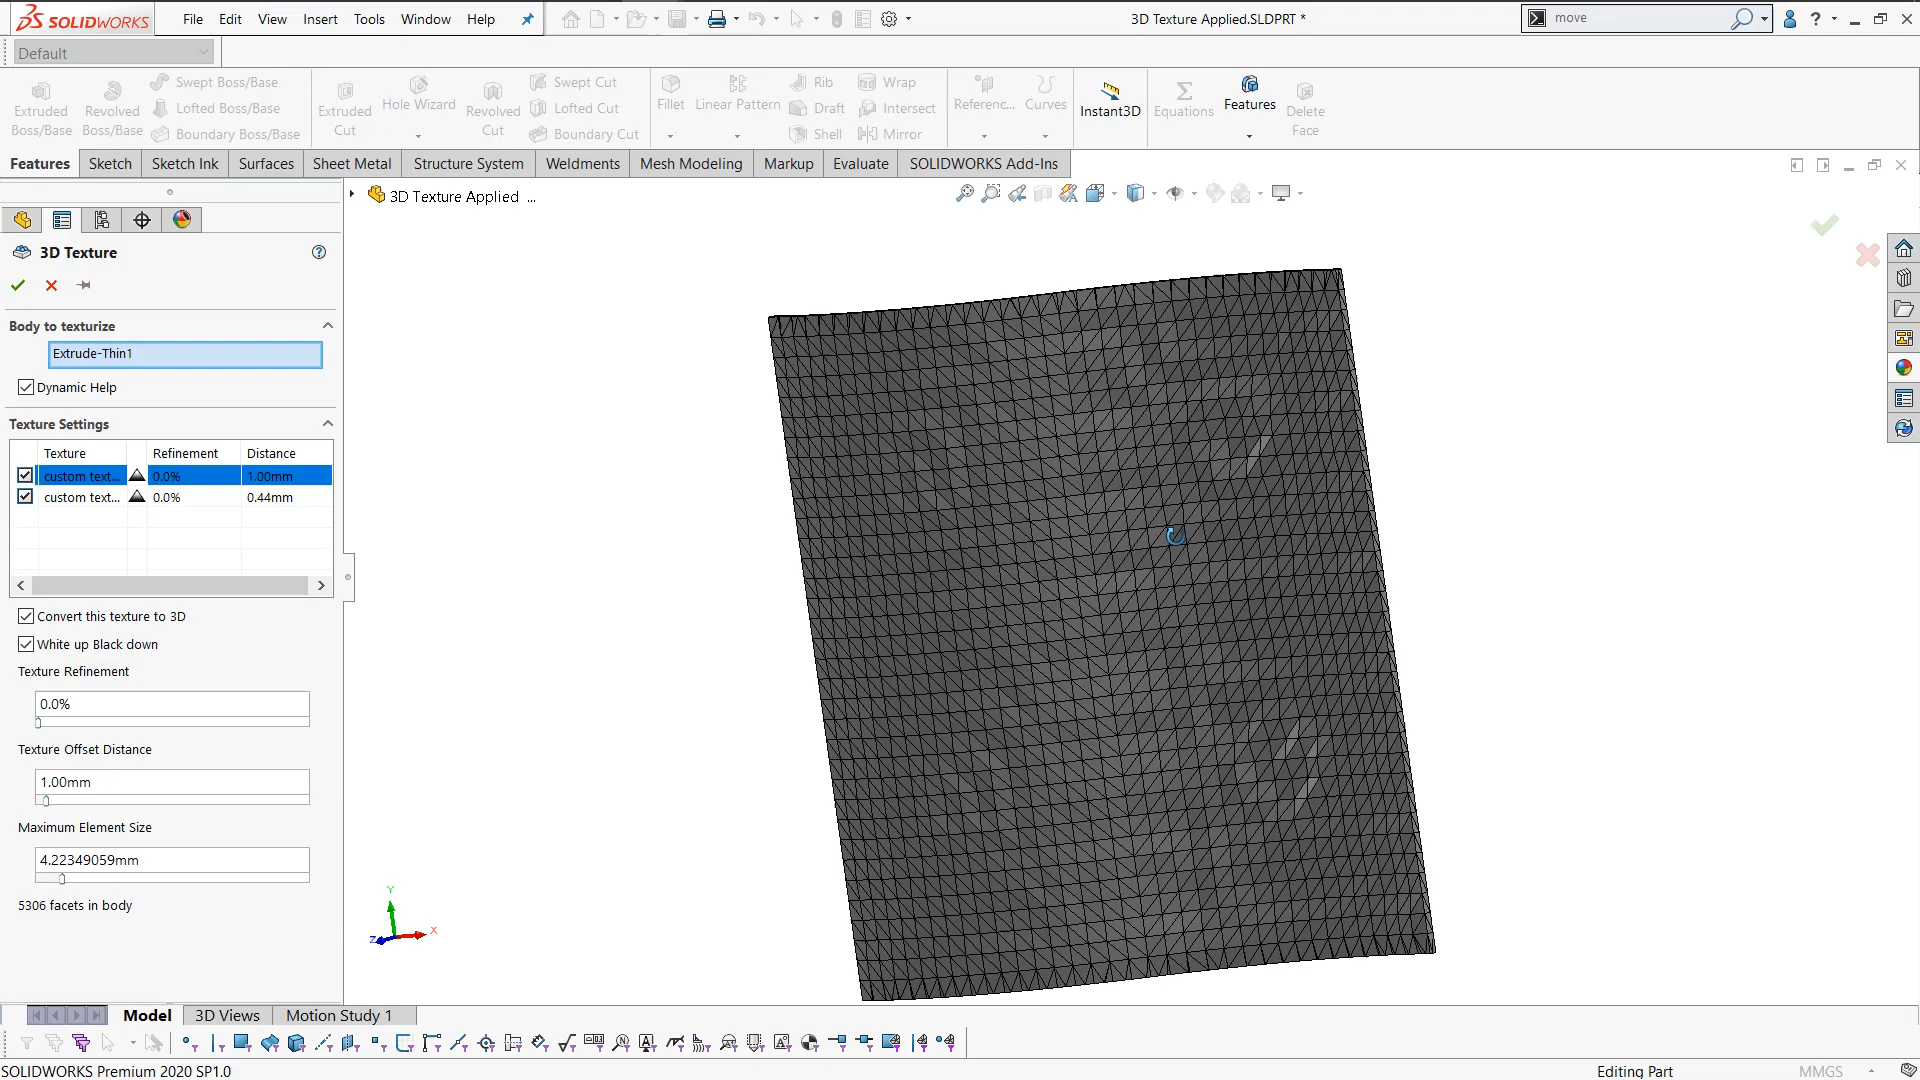 SOLIDWORKS File Edit View Insert Tools Window Help 3D Texture Applied.SLDPRT * move ?
Default
Extruded Boss/Base
Revolved Boss/Base
Swept Boss/Base
Lofted Boss/Base
Boundary Boss/Base
Extruded Cut
Hole Wizard
Revolved Cut
Swept Cut
Lofted Cut
Boundary Cut
Fillet
Linear Pattern
Rib
Draft
Shell
Wrap
Intersect
Mirror
Referenc...
Curves
Instant3D
Equations
Features
Delete Face
Features Sketch Sketch Ink Surfaces Sheet Metal Structure System Weldments Mesh Modeling Markup Evaluate SOLIDWORKS Add-Ins
3D Texture Applied ...
3D Texture
Body to texturize
Extrude-Thin1
Dynamic Help
Texture Settings
Texture Refinement Distance
custom text... 0.0% 1.00mm
custom text... 0.0% 0.44mm
Convert this texture to 3D
White up Black down
Texture Refinement
0.0%
Texture Offset Distance
1.00mm
Maximum Element Size
4.22349059mm
5306 facets in body
Y
X
Z
Model 3D Views Motion Study 1
SOLIDWORKS Premium 2020 SP1.0 Editing Part MMGS